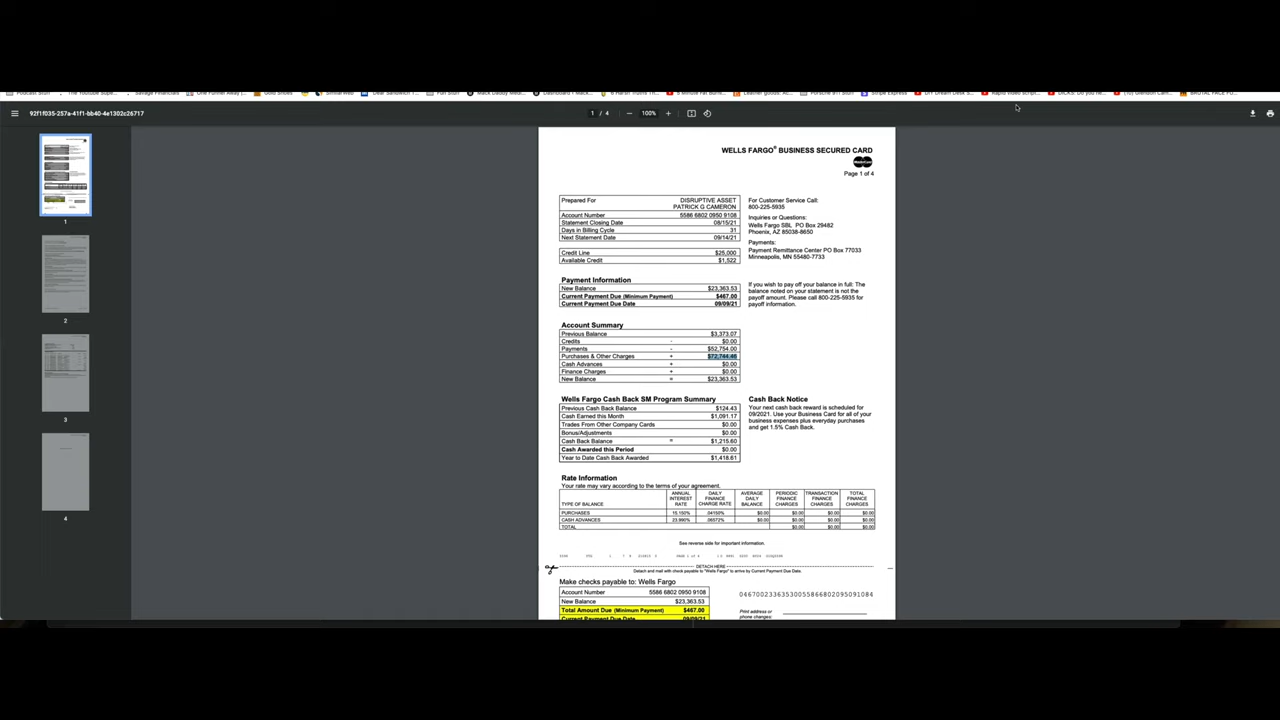 92f1f035-257a-41f1-bb40-4e1302c26717
1 / 4
100%
WELLS FARGO® BUSINESS SECURED CARD
Page 1 of 4
Prepared For DISRUPTIVE ASSET
PATRICK G CAMERON
Account Number 5586 6802 0950 9108
Statement Closing Date 08/15/21
Days in Billing Cycle 31
Next Statement Date 09/14/21
Credit Line $25,000
Available Credit $1,522
For Customer Service Call:
800-225-5935
Inquiries or Questions:
Wells Fargo SBL PO Box 29482
Phoenix, AZ 85038-8650
Payments:
Payment Remittance Center PO Box 77033
Minneapolis, MN 55480-7733
Payment Information
New Balance $23,363.53
Current Payment Due (Minimum Payment) $467.00
Current Payment Due Date 09/09/21
If you wish to pay off your balance in full: The
balance noted on your statement is not the
payoff amount. Please call 800-225-5935 for
payoff information.
Account Summary
Previous Balance $3,373.07
Credits - $0.00
Payments - $52,754.00
Purchases & Other Charges + $72,744.46
Cash Advances + $0.00
Finance Charges + $0.00
New Balance = $23,363.53
Wells Fargo Cash Back SM Program Summary
Previous Cash Back Balance $124.43
Cash Earned this Month $1,091.17
Trades From Other Company Cards $0.00
Bonus/Adjustments $0.00
Cash Back Balance = $1,215.60
Cash Awarded this Period $0.00
Year to Date Cash Back Awarded $1,418.61
Cash Back Notice
Your next cash back reward is scheduled for
09/2021. Use your Business Card for all of your
business expenses plus everyday purchases
and get 1.5% Cash Back.
Rate Information
Your rate may vary according to the terms of your agreement.
TYPE OF BALANCE ANNUAL INTEREST RATE DAILY FINANCE CHARGE RATE AVERAGE DAILY BALANCE PERIODIC FINANCE CHARGES TRANSACTION FINANCE CHARGES TOTAL FINANCE CHARGES
PURCHASES 15.150% .04150% $0.00 $0.00 $0.00 $0.00
CASH ADVANCES 23.990% .06572% $0.00 $0.00 $0.00 $0.00
TOTAL $0.00 $0.00 $0.00
See reverse side for important information.
DETACH HERE
Detach and mail with check payable to "Wells Fargo" to arrive by Current Payment Due Date.
Make checks payable to: Wells Fargo
Account Number 5586 6802 0950 9108
New Balance $23,363.53
Total Amount Due (Minimum Payment) $467.00
Current Payment Due Date 09/09/21
04670023363530055866802095091084
Print address or
phone changes:
1
2
3
4